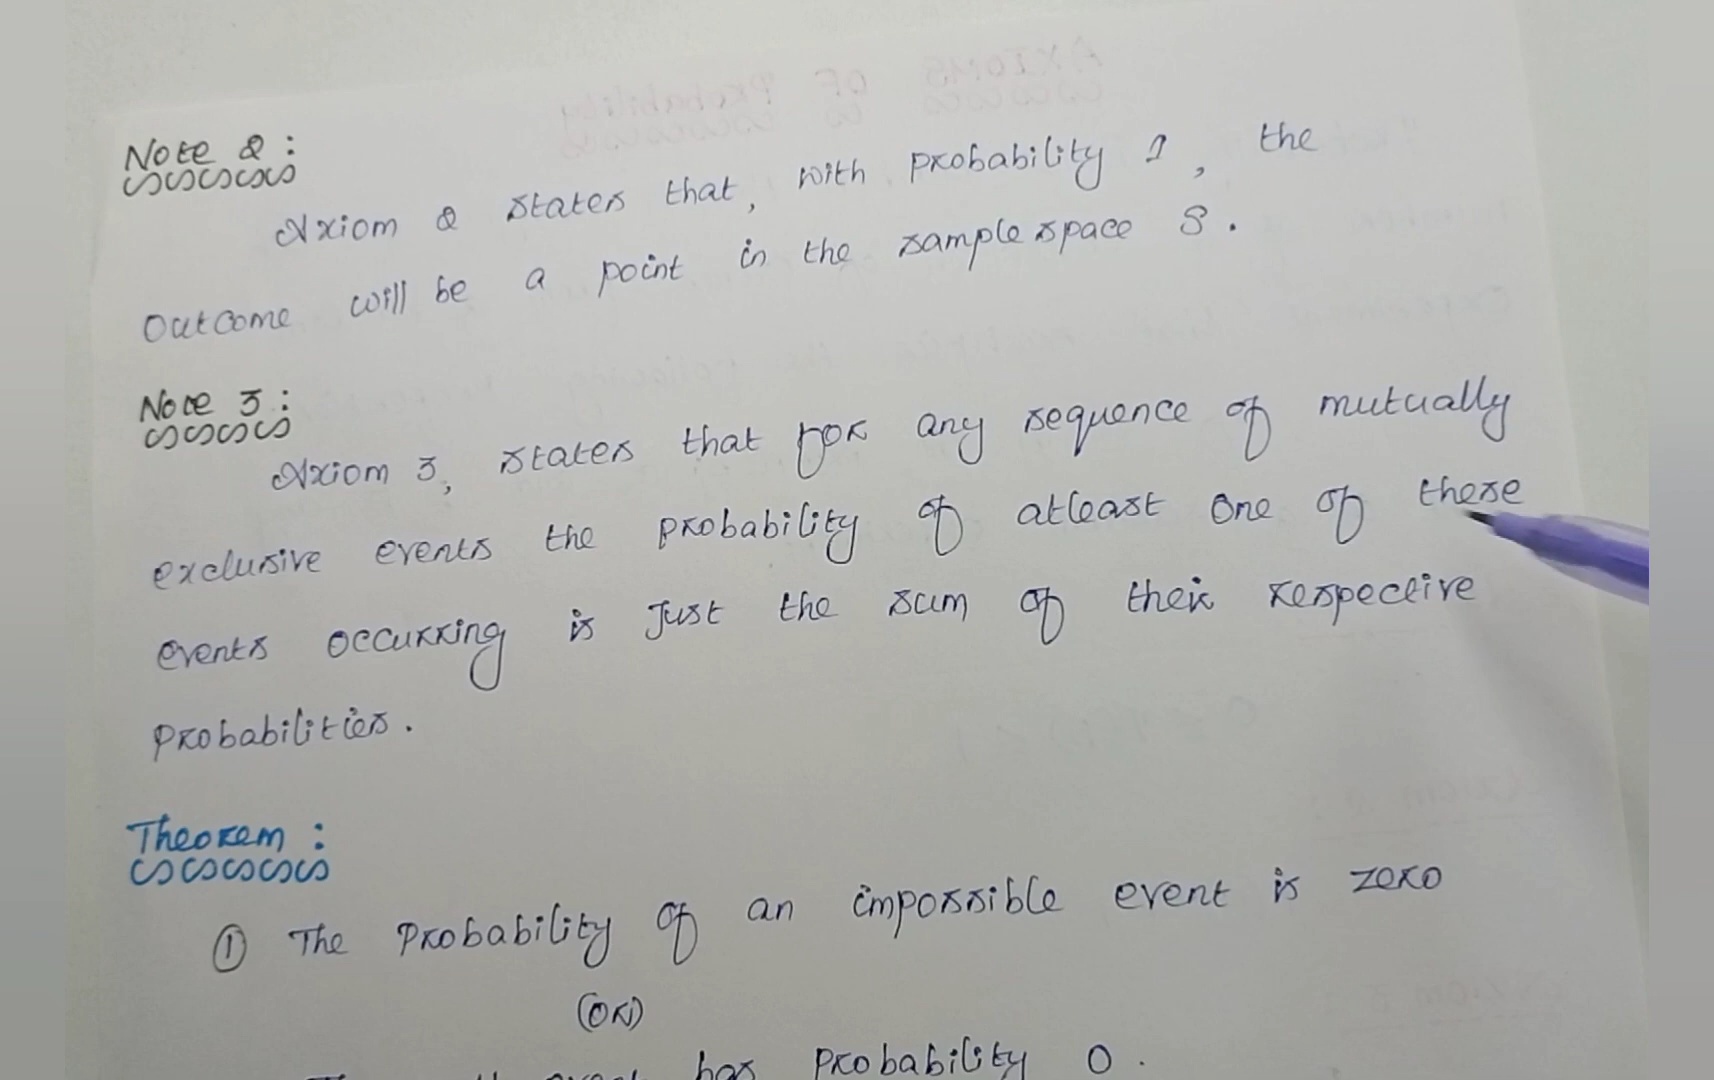 Note 2:
Axiom 2 states that, with probability 1, the
outcome will be a point in the sample space S.
Note 3:
Axiom 3, states that for any sequence of mutually
exclusive events the probability of atleast one of these
events occurring is Just the sum of their respective
probabilities.
Theorem:
① The Probability of an impossible event is zero
(OR)
event has probability 0.